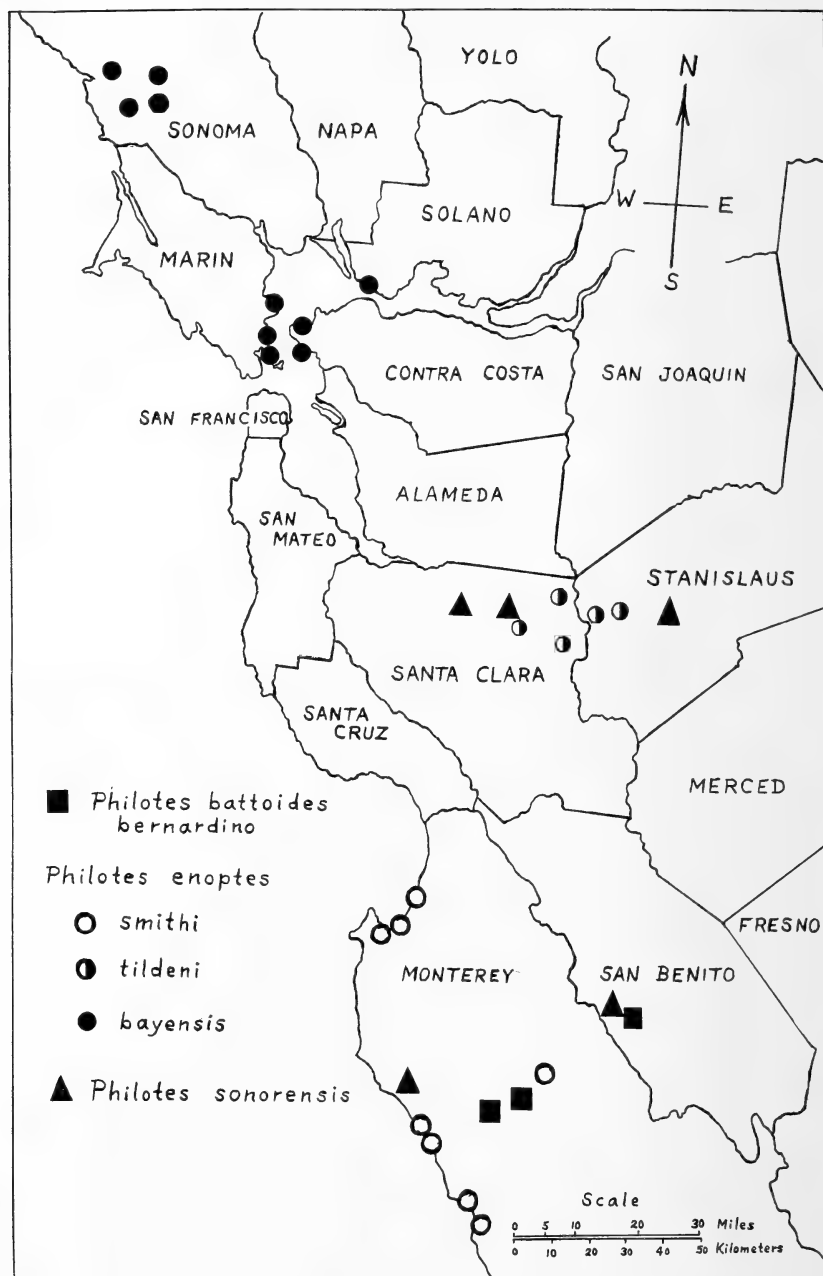 YOLO
N
SONOMA
NAPA
SOLANO
W E
MARIN
S
CONTRA COSTA
SAN JOAQUIN
SAN FRANCISCO
ALAMEDA
SAN
MATEO
STANISLAUS
SANTA CLARA
SANTA
CRUZ
MERCED
Philotes battoides
bernardino
Philotes enoptes
smithi
tildeni
bayensis
Philotes sonorensis
FRESNO
MONTEREY
SAN BENITO
Scale
0 5 10 20 30 Miles
0 10 20 30 40 50 Kilometers